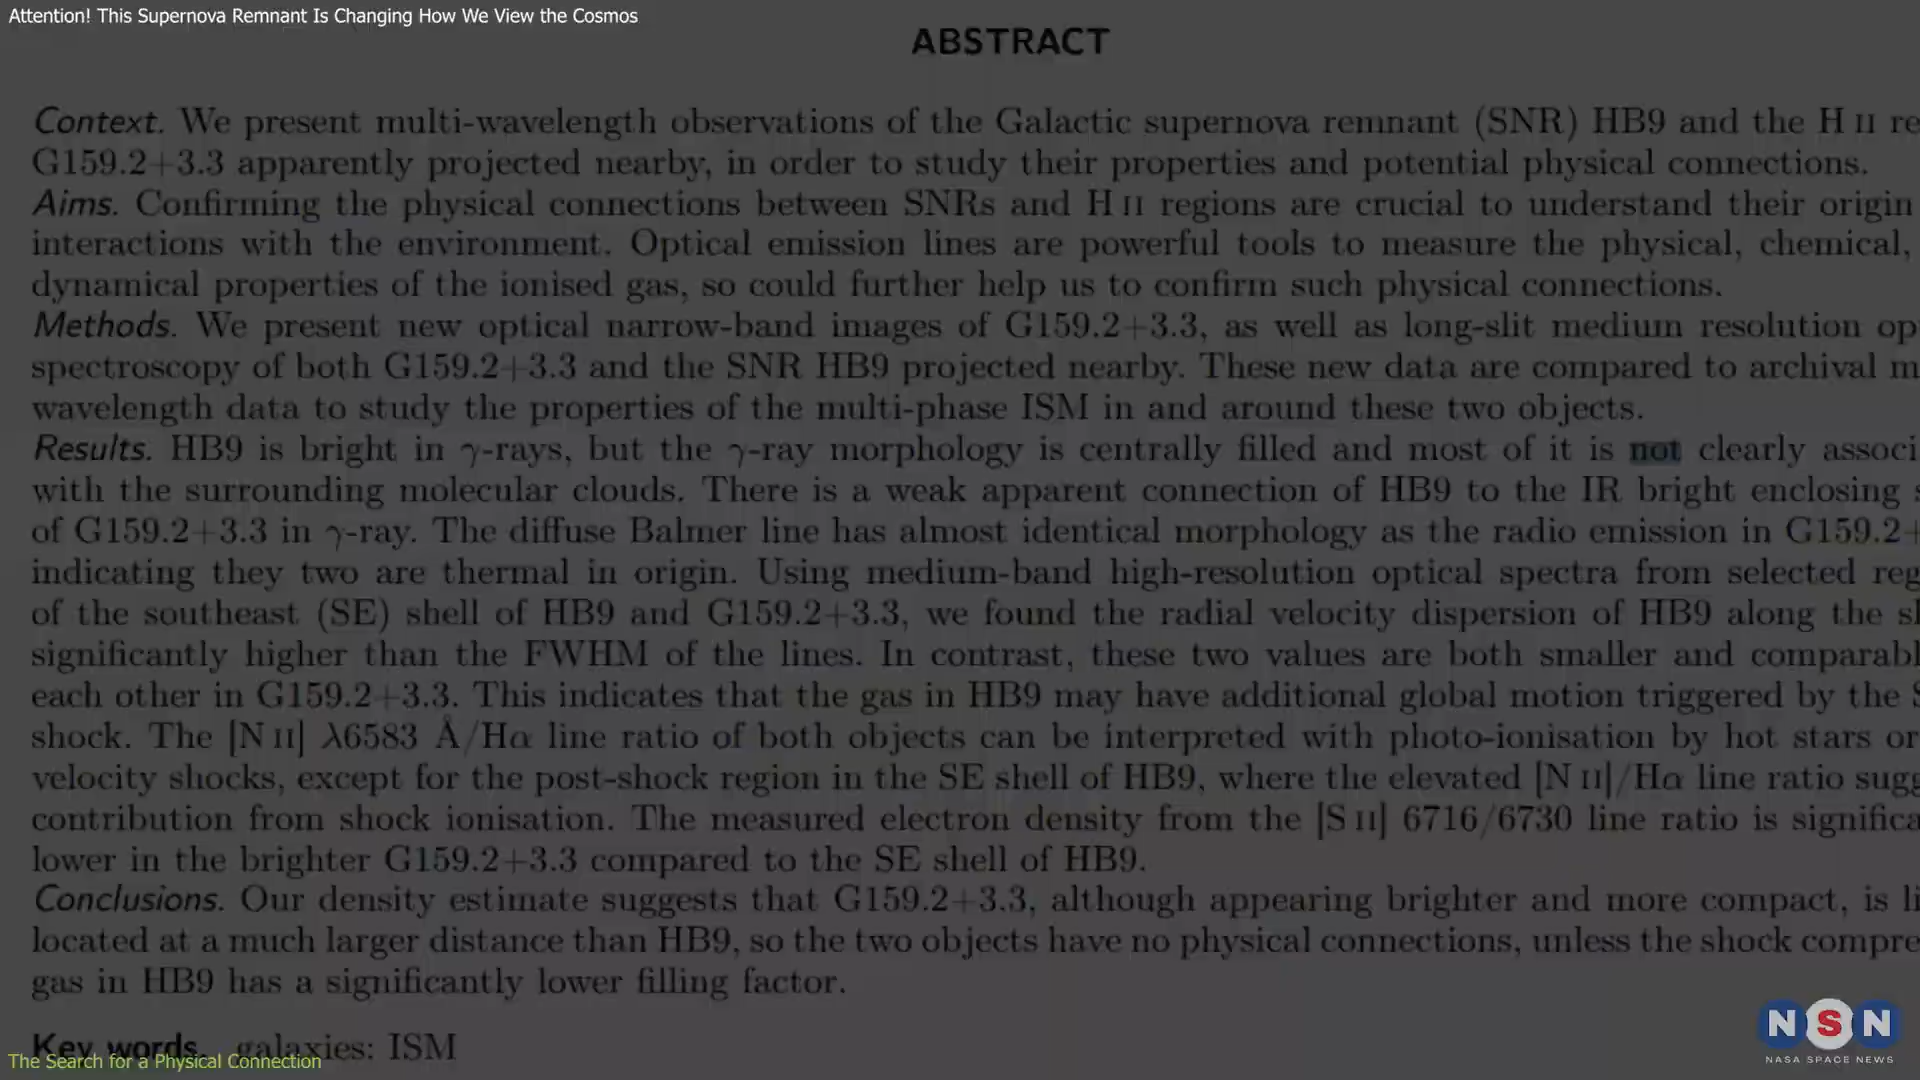 Attention! This Supernova Remnant Is Changing How We View the Cosmos
ABSTRACT
Context. We present multi-wavelength observations of the Galactic supernova remnant (SNR) HB9 and the H II re
G159.2+3.3 apparently projected nearby, in order to study their properties and potential physical connections.
Aims. Confirming the physical connections between SNRs and H II regions are crucial to understand their origin
interactions with the environment. Optical emission lines are powerful tools to measure the physical, chemical,
dynamical properties of the ionised gas, so could further help us to confirm such physical connections.
Methods. We present new optical narrow-band images of G159.2+3.3, as well as long-slit medium resolution op
spectroscopy of both G159.2+3.3 and the SNR HB9 projected nearby. These new data are compared to archival m
wavelength data to study the properties of the multi-phase ISM in and around these two objects.
Results. HB9 is bright in γ-rays, but the γ-ray morphology is centrally filled and most of it is not clearly associ
with the surrounding molecular clouds. There is a weak apparent connection of HB9 to the IR bright enclosing s
of G159.2+3.3 in γ-ray. The diffuse Balmer line has almost identical morphology as the radio emission in G159.2+
indicating they two are thermal in origin. Using medium-band high-resolution optical spectra from selected reg
of the southeast (SE) shell of HB9 and G159.2+3.3, we found the radial velocity dispersion of HB9 along the sl
significantly higher than the FWHM of the lines. In contrast, these two values are both smaller and comparabl
each other in G159.2+3.3. This indicates that the gas in HB9 may have additional global motion triggered by the S
shock. The [N II] λ6583 Å/Hα line ratio of both objects can be interpreted with photo-ionisation by hot stars or
velocity shocks, except for the post-shock region in the SE shell of HB9, where the elevated [N II]/Hα line ratio sugg
contribution from shock ionisation. The measured electron density from the [S II] 6716/6730 line ratio is significa
lower in the brighter G159.2+3.3 compared to the SE shell of HB9.
Conclusions. Our density estimate suggests that G159.2+3.3, although appearing brighter and more compact, is li
located at a much larger distance than HB9, so the two objects have no physical connections, unless the shock compre
gas in HB9 has a significantly lower filling factor.
Key words. galaxies: ISM
The Search for a Physical Connection
NSN
NASA SPACE NEWS